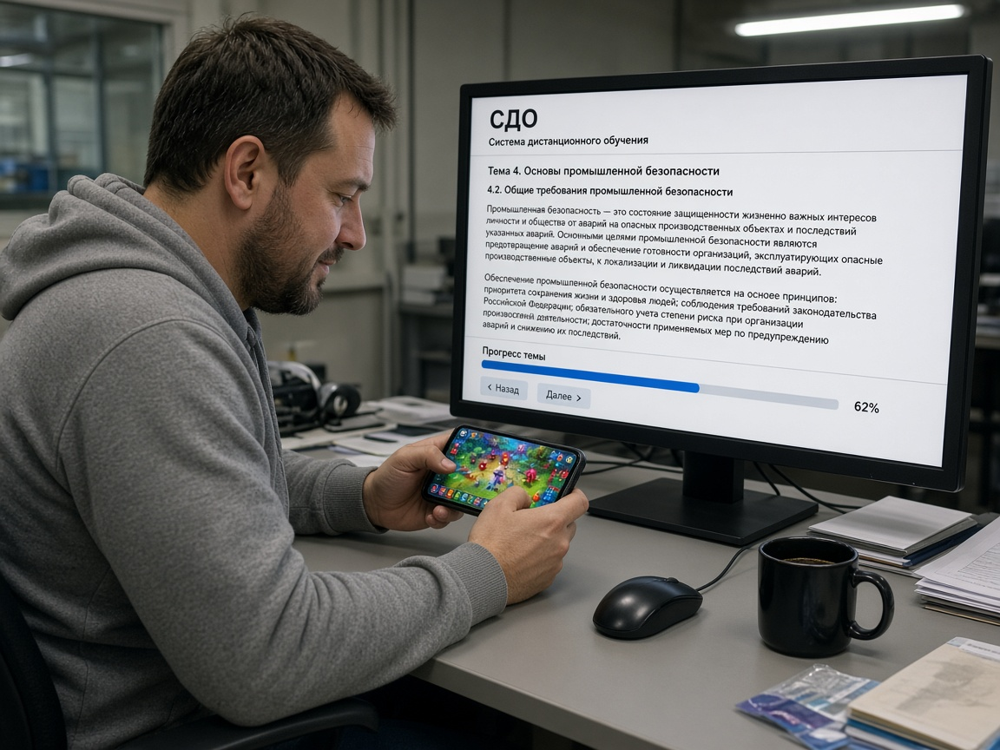 СДО
Система дистанционного обучения
Тема 4. Основы промышленной безопасности
4.2. Общие требования промышленной безопасности
Промышленная безопасность — это состояние защищенности жизненно важных интересов
личности и общества от аварий на опасных производственных объектах и последствий
указанных аварий. Основными целями промышленной безопасности являются
предотвращение аварий и обеспечение готовности организаций, эксплуатирующих опасные
производственные объекты, к локализации и ликвидации последствий аварий.
Обеспечение промышленной безопасности осуществляется на основе принципов:
приоритета сохранения жизни и здоровья людей; соблюдения требований законодательства
Российской Федерации; обязательного учета степени риска при организации
деятельности; достаточности применяемых мер по предупреждению
аварий и снижению их последствий.
Прогресс темы
62%
‹ Назад
Далее ›